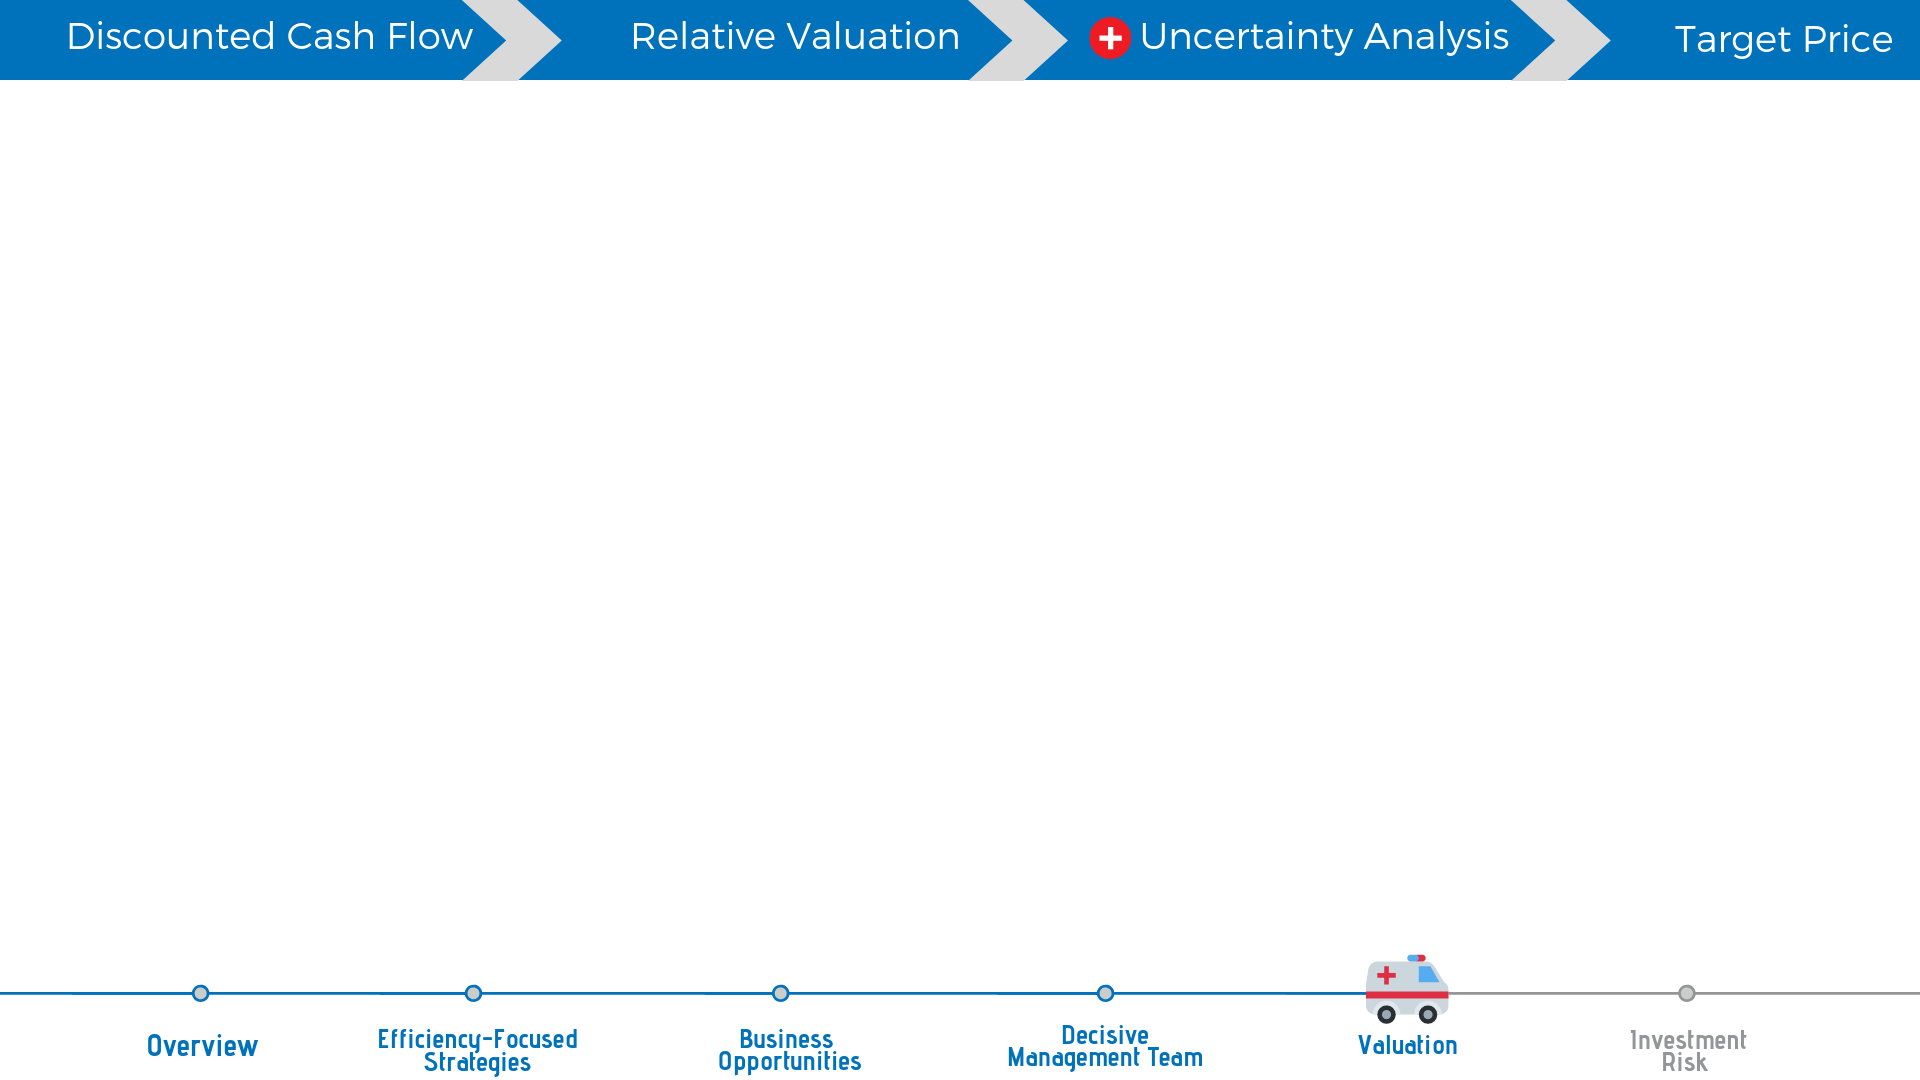 Discounted Cash Flow
Relative Valuation
Uncertainty Analysis
Target Price
Overview
Efficiency-Focused
Strategies
Business
Opportunities
Decisive
Management Team
Valuation
Investment
Risk